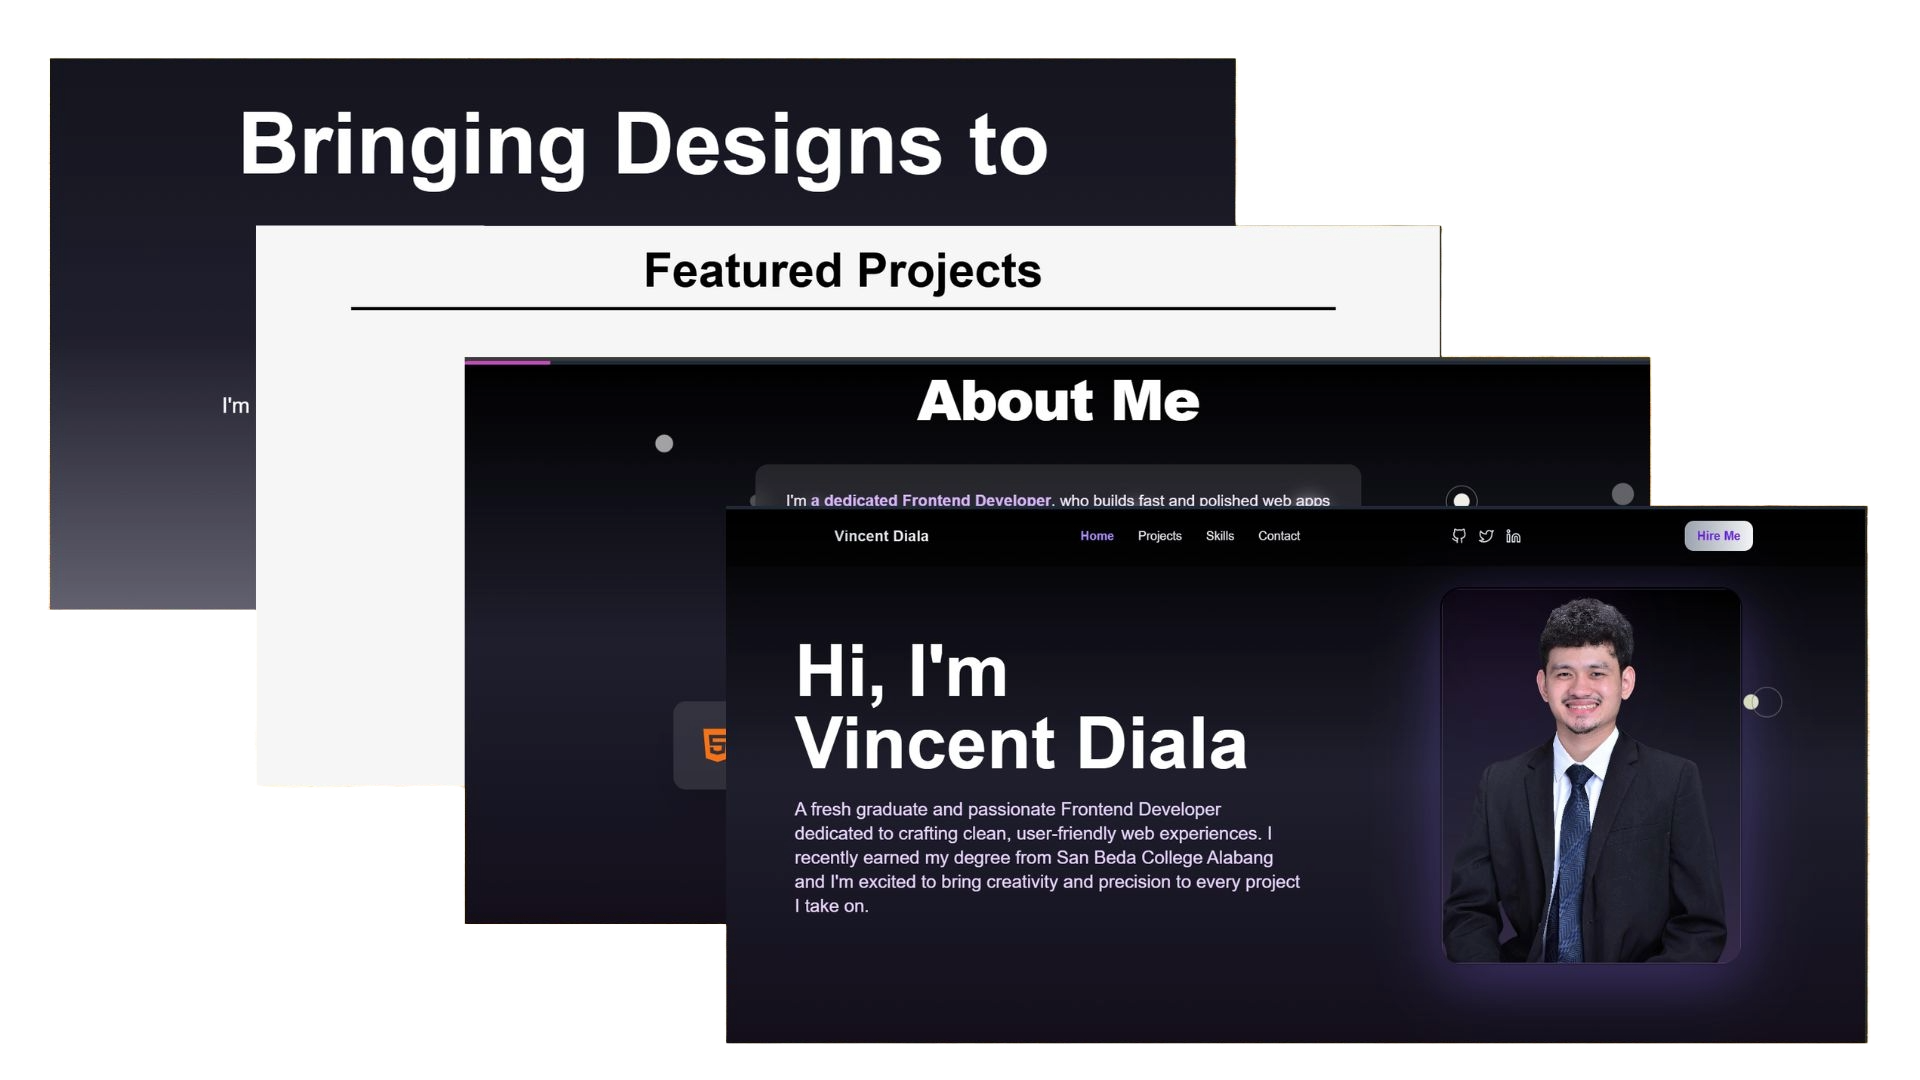 Bringing Designs to
I'm
Featured Projects
About Me
I'm a dedicated Frontend Developer, who builds fast and polished web apps
Vincent Diala
Home
Projects
Skills
Contact
Hire Me
Hi, I'm
Vincent Diala
A fresh graduate and passionate Frontend Developer
dedicated to crafting clean, user-friendly web experiences. I
recently earned my degree from San Beda College Alabang
and I'm excited to bring creativity and precision to every project
I take on.